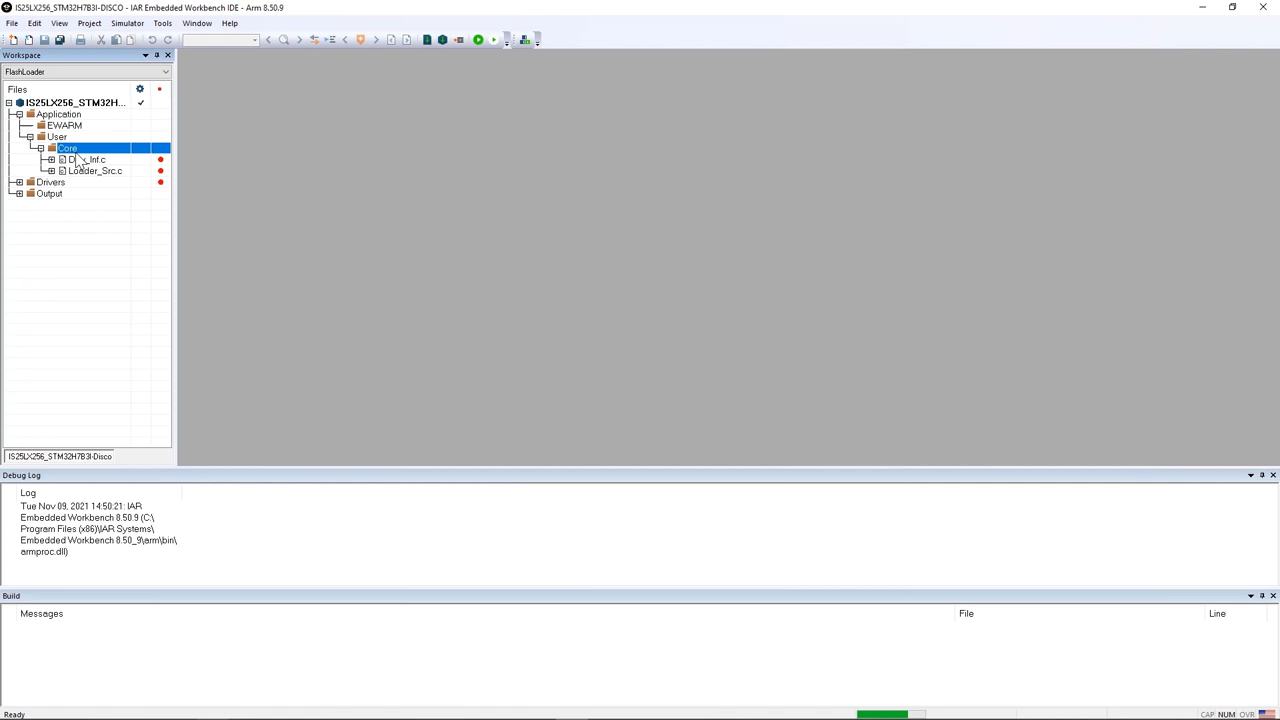 IS25LX256_STM32H7B3I-DISCO - IAR Embedded Workbench IDE - Arm 8.50.9
File Edit View Project Simulator Tools Window Help
Workspace
FlashLoader
Files
IS25LX256_STM32H...
Application
EWARM
User
Core
Inf.c
Loader_Src.c
Drivers
Output
IS25LX256_STM32H7B3I-Disco
Debug Log
Log
Tue Nov 09, 2021 14:50:21: IAR
Embedded Workbench 8.50.9 (C:\
Program Files (x86)\IAR Systems\
Embedded Workbench 8.50_9\arm\bin\
armproc.dll)
Build
Messages File Line
Ready CAP NUM OVR